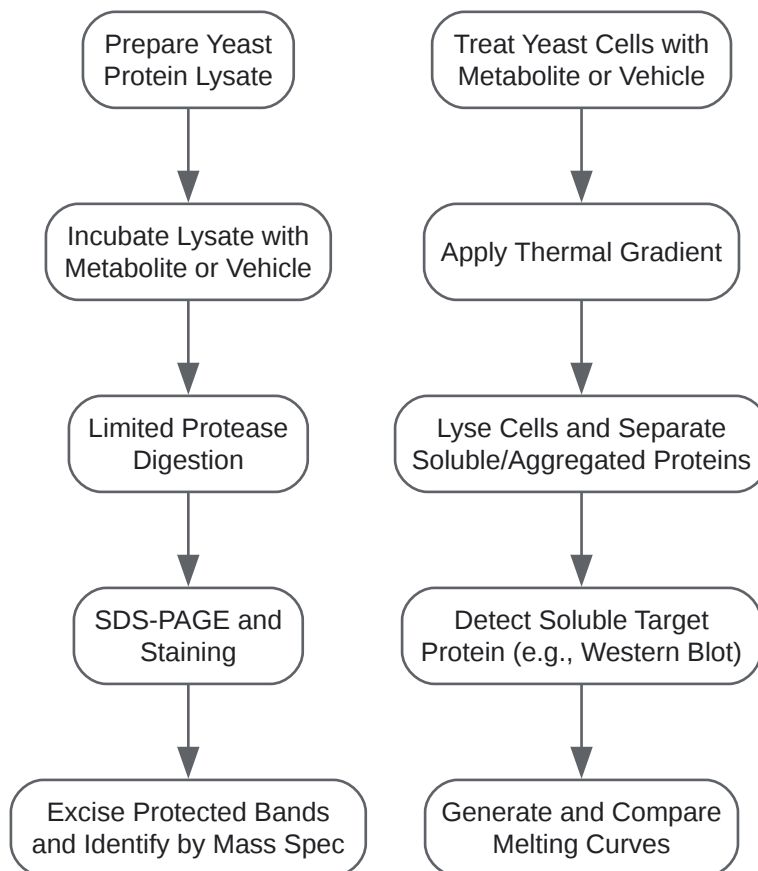 Prepare Yeast
Protein Lysate
Incubate Lysate with
Metabolite or Vehicle
Limited Protease
Digestion
SDS-PAGE and
Staining
Excise Protected Bands
and Identify by Mass Spec
Treat Yeast Cells with
Metabolite or Vehicle
Apply Thermal Gradient
Lyse Cells and Separate
Soluble/Aggregated Proteins
Detect Soluble Target
Protein (e.g., Western Blot)
Generate and Compare
Melting Curves